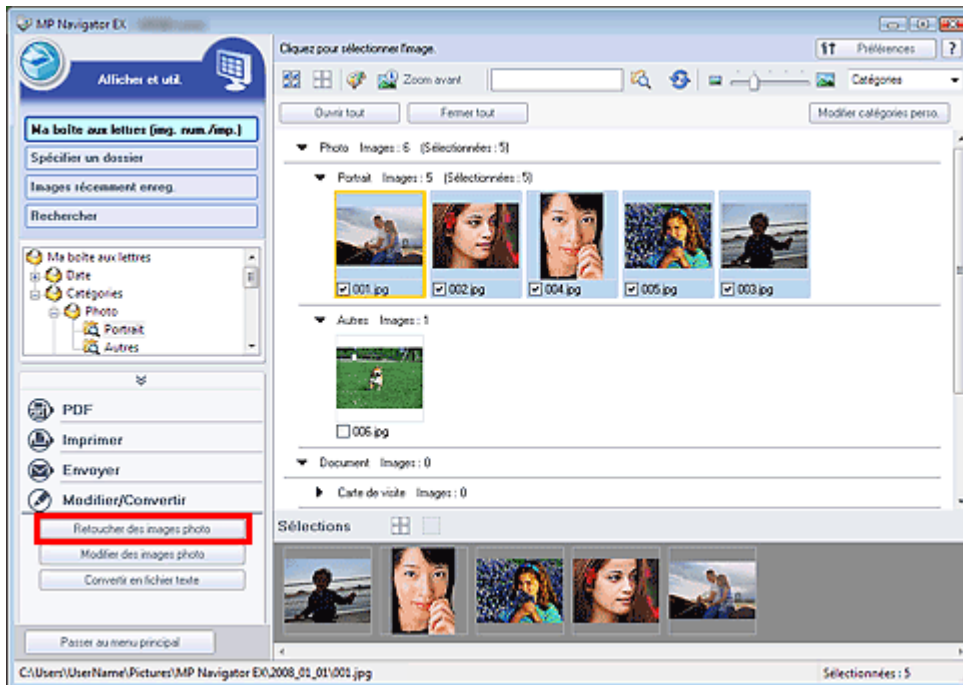 MP Navigator EX
Afficher et util.
Cliquez pour sélectionner l'image.
Préférences
?
Zoom avant
Catégories
Ouvrir tout
Fermer tout
Modifier catégories perso.
Ma boîte aux lettres (img. num./imp.)
Spécifier un dossier
Images récemment enreg.
Rechercher
Ma boîte aux lettres
Date
Catégories
Photo
Portrait
Autres
PDF
Imprimer
Envoyer
Modifier/Convertir
Retoucher des images photo
Modifier des images photo
Convertir en fichier texte
Passer au menu principal
Photo Images : 6 (Sélectionnées : 5)
Portrait Images : 5 (Sélectionnées : 5)
001.jpg
002.jpg
004.jpg
005.jpg
003.jpg
Autres Images : 1
006.jpg
Document Images : 0
Carte de visite Images : 0
Sélections
C:\Users\UserName\Pictures\MP Navigator EX\2008_01_01\001.jpg
Sélectionnées : 5